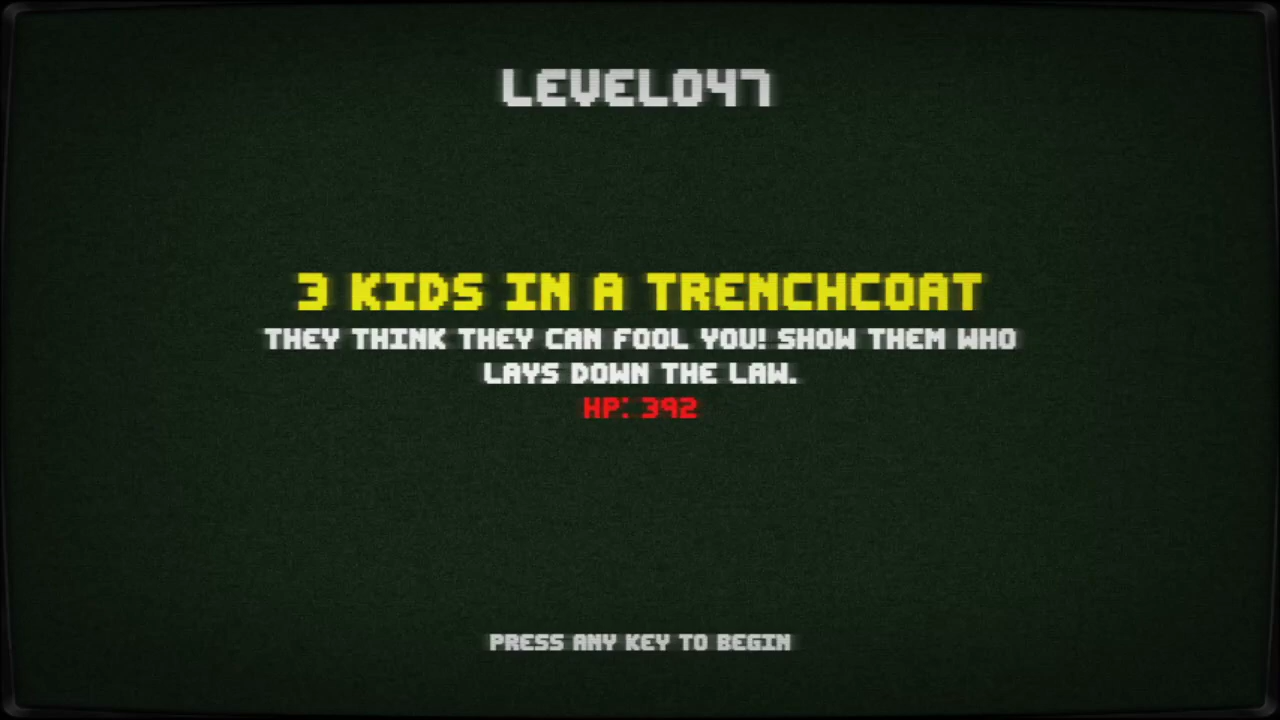 LEVEL047
3 KIDS IN A TRENCHCOAT
THEY THINK THEY CAN FOOL YOU! SHOW THEM WHO
LAYS DOWN THE LAW.
HP: 392
PRESS ANY KEY TO BEGIN